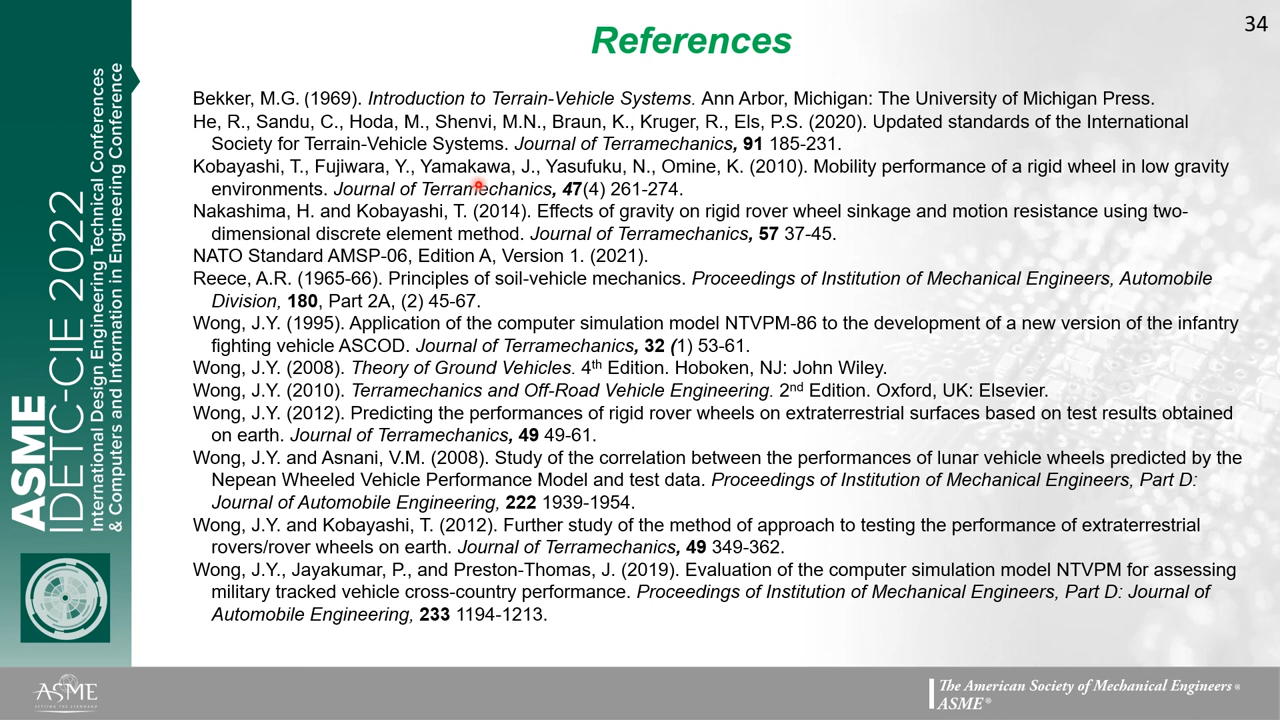 34
References
Bekker, M.G. (1969). Introduction to Terrain-Vehicle Systems. Ann Arbor, Michigan: The University of Michigan Press.
He, R., Sandu, C., Hoda, M., Shenvi, M.N., Braun, K., Kruger, R., Els, P.S. (2020). Updated standards of the International
Society for Terrain-Vehicle Systems. Journal of Terramechanics, 91 185-231.
Kobayashi, T., Fujiwara, Y., Yamakawa, J., Yasufuku, N., Omine, K. (2010). Mobility performance of a rigid wheel in low gravity
environments. Journal of Terramechanics, 47(4) 261-274.
Nakashima, H. and Kobayashi, T. (2014). Effects of gravity on rigid rover wheel sinkage and motion resistance using two-
dimensional discrete element method. Journal of Terramechanics, 57 37-45.
NATO Standard AMSP-06, Edition A, Version 1. (2021).
Reece, A.R. (1965-66). Principles of soil-vehicle mechanics. Proceedings of Institution of Mechanical Engineers, Automobile
Division, 180, Part 2A, (2) 45-67.
Wong, J.Y. (1995). Application of the computer simulation model NTVPM-86 to the development of a new version of the infantry
fighting vehicle ASCOD. Journal of Terramechanics, 32 (1) 53-61.
Wong, J.Y. (2008). Theory of Ground Vehicles. 4th Edition. Hoboken, NJ: John Wiley.
Wong, J.Y. (2010). Terramechanics and Off-Road Vehicle Engineering. 2nd Edition. Oxford, UK: Elsevier.
Wong, J.Y. (2012). Predicting the performances of rigid rover wheels on extraterrestrial surfaces based on test results obtained
on earth. Journal of Terramechanics, 49 49-61.
Wong, J.Y. and Asnani, V.M. (2008). Study of the correlation between the performances of lunar vehicle wheels predicted by the
Nepean Wheeled Vehicle Performance Model and test data. Proceedings of Institution of Mechanical Engineers, Part D:
Journal of Automobile Engineering, 222 1939-1954.
Wong, J.Y. and Kobayashi, T. (2012). Further study of the method of approach to testing the performance of extraterrestrial
rovers/rover wheels on earth. Journal of Terramechanics, 49 349-362.
Wong, J.Y., Jayakumar, P., and Preston-Thomas, J. (2019). Evaluation of the computer simulation model NTVPM for assessing
military tracked vehicle cross-country performance. Proceedings of Institution of Mechanical Engineers, Part D: Journal of
Automobile Engineering, 233 1194-1213.
ASME
IDETC-CIE 2022
International Design Engineering Technical Conferences
& Computers and Information in Engineering Conference
ASME
SETTING THE STANDARD
The American Society of Mechanical Engineers ®
ASME ®